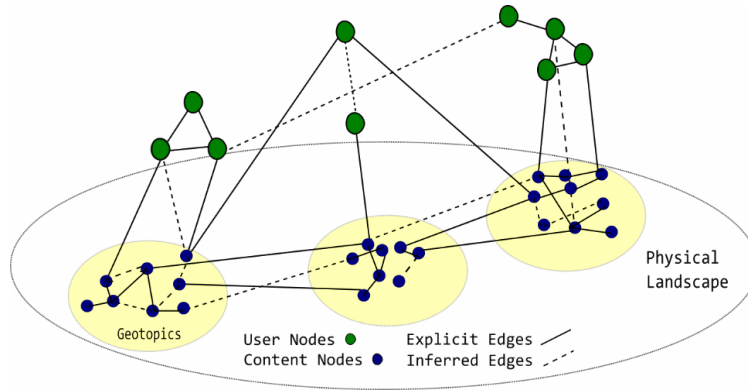 Physical
Landscape
Geotopics
User Nodes
Explicit Edges
Content Nodes
Inferred Edges